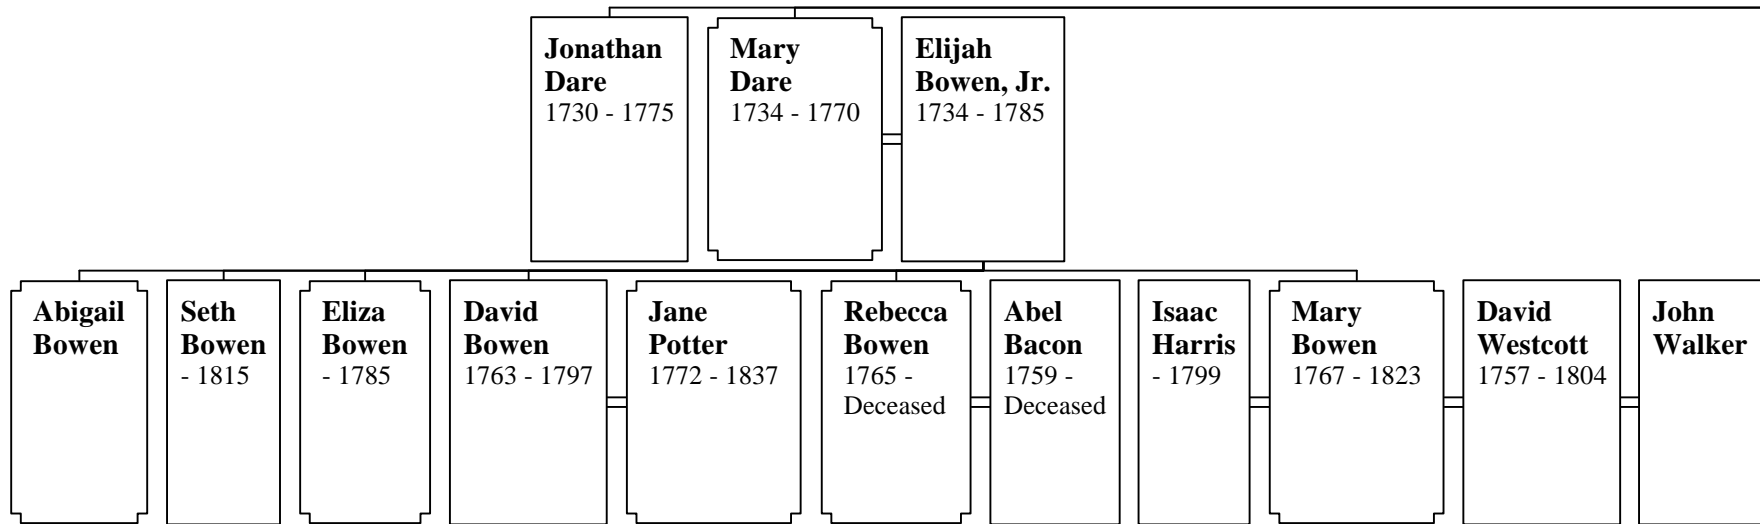 Jonathan
Dare
1730 - 1775
Mary
Dare
1734 - 1770
Elijah
Bowen, Jr.
1734 - 1785
Abigail
Bowen
Seth
Bowen
- 1815
Eliza
Bowen
- 1785
David
Bowen
1763 - 1797
Jane
Potter
1772 - 1837
Rebecca
Bowen
1765 -
Deceased
Abel
Bacon
1759 -
Deceased
Isaac
Harris
- 1799
Mary
Bowen
1767 - 1823
David
Westcott
1757 - 1804
John
Walker